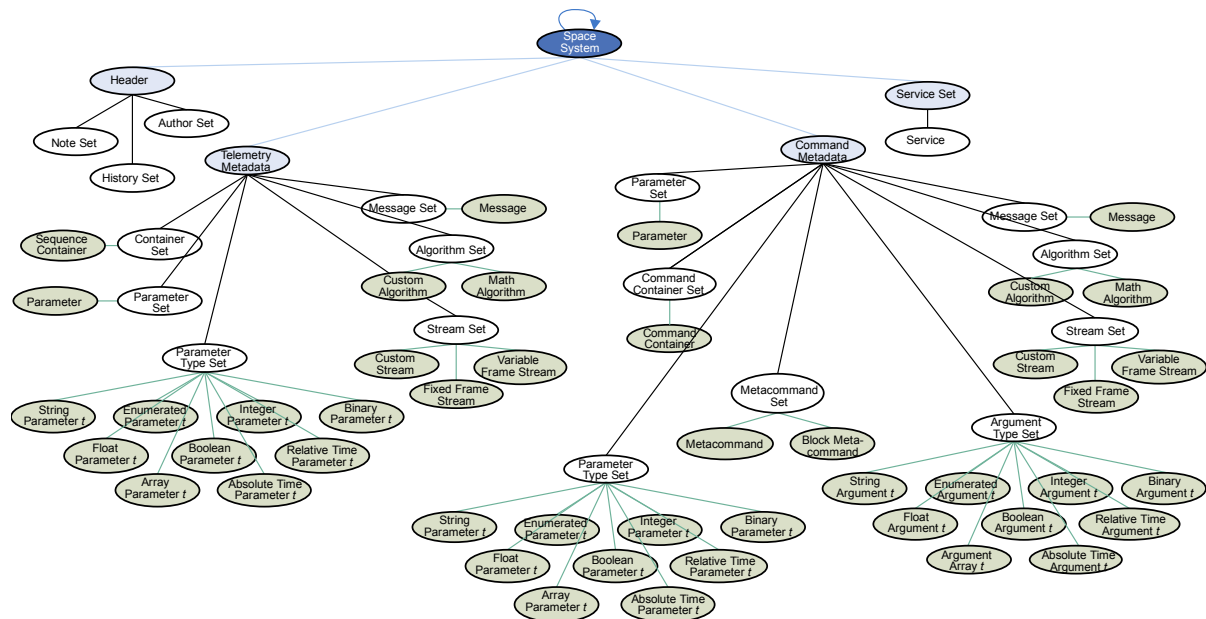 Space
System
Header
Service Set
Note Set
Author Set
History Set
Service
Telemetry
Metadata
Command
Metadata
Message Set
Message
Sequence
Container
Container
Set
Algorithm Set
Parameter
Parameter
Set
Custom
Algorithm
Math
Algorithm
Stream Set
Custom
Stream
Variable
Frame Stream
Fixed Frame
Stream
Parameter
Type Set
String
Parameter t
Enumerated
Parameter t
Integer
Parameter t
Binary
Parameter t
Float
Parameter t
Boolean
Parameter t
Relative Time
Parameter t
Array
Parameter t
Absolute Time
Parameter t
Parameter
Set
Parameter
Command
Container Set
Command
Container
Message Set
Message
Algorithm Set
Custom
Algorithm
Math
Algorithm
Stream Set
Custom
Stream
Variable
Frame Stream
Fixed Frame
Stream
Metacommand
Set
Metacommand
Block Meta-
command
Parameter
Type Set
String
Parameter t
Enumerated
Parameter t
Integer
Parameter t
Binary
Parameter t
Float
Parameter t
Boolean
Parameter t
Relative Time
Parameter t
Array
Parameter t
Absolute Time
Parameter t
Argument
Type Set
String
Argument t
Enumerated
Argument t
Integer
Argument t
Binary
Argument t
Float
Argument t
Boolean
Argument t
Relative Time
Argument t
Argument
Array t
Absolute Time
Argument t